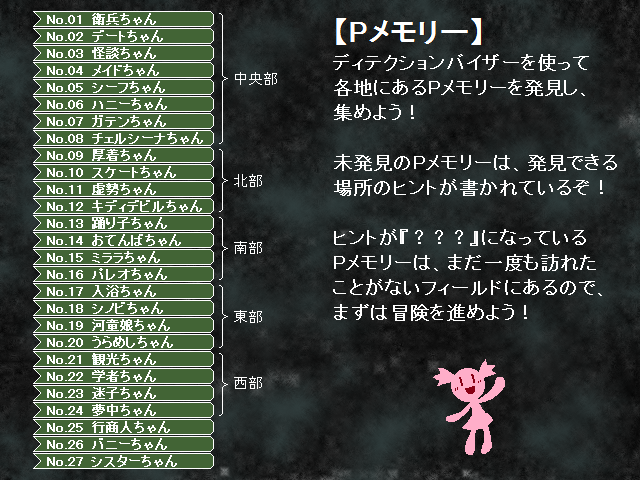 No.01 衛兵ちゃん
No.02 デートちゃん
No.03 怪談ちゃん
No.04 メイドちゃん
No.05 シーフちゃん
No.06 ハニーちゃん
No.07 ガテンちゃん
No.08 チェルシーナちゃん
中央部
No.09 厚着ちゃん
No.10 スケートちゃん
No.11 虚勢ちゃん
No.12 キディデビルちゃん
北部
No.13 踊り子ちゃん
No.14 おてんばちゃん
No.15 ミララちゃん
No.16 パレオちゃん
南部
No.17 入浴ちゃん
No.18 シノビちゃん
No.19 河童娘ちゃん
No.20 うらめしちゃん
東部
No.21 観光ちゃん
No.22 学者ちゃん
No.23 迷子ちゃん
No.24 夢中ちゃん
西部
No.25 行商人ちゃん
No.26 バニーちゃん
No.27 シスターちゃん
【Pメモリー】
ディテクションバイザーを使って
各地にあるPメモリーを発見し、
集めよう！
未発見のPメモリーは、発見できる
場所のヒントが書かれているぞ！
ヒントが『？？？』になっている
Pメモリーは、まだ一度も訪れた
ことがないフィールドにあるので、
まずは冒険を進めよう！